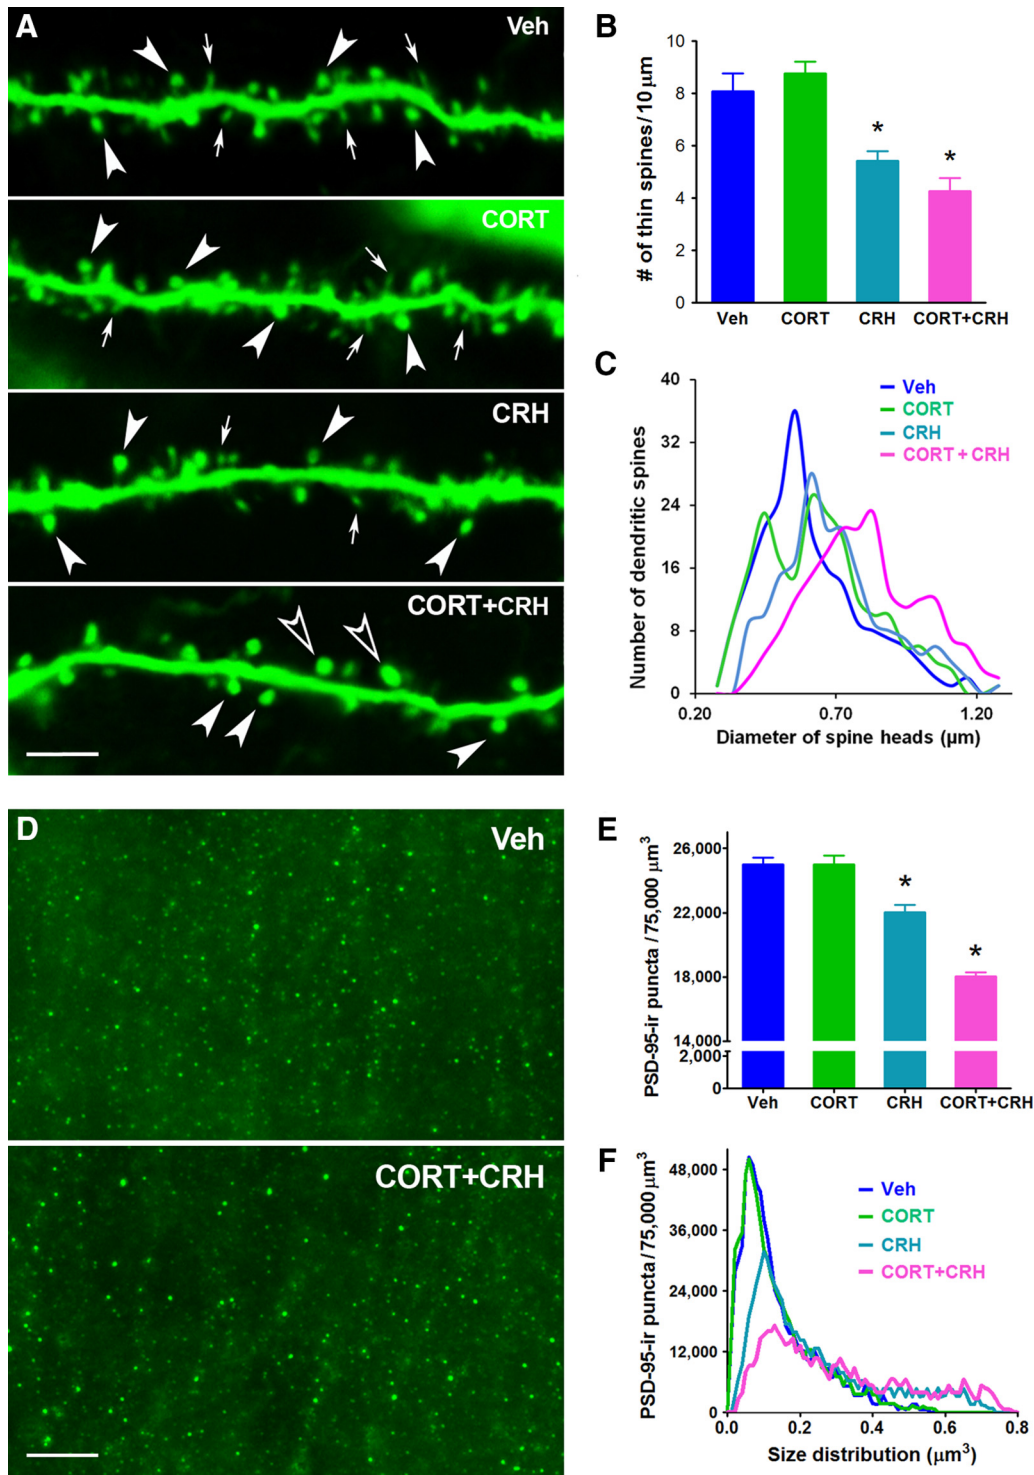 A
Veh
CORT
CRH
CORT+CRH
B
# of thin spines/10 µm
10
8
6
4
2
0
*
*
Veh
CORT
CRH
CORT+CRH
C
Number of dendritic spines
40
32
24
16
8
0
Veh
CORT
CRH
CORT + CRH
0.20
0.70
1.20
Diameter of spine heads (µm)
D
Veh
CORT+CRH
E
PSD-95-ir puncta / 75,000 µm³
26,000
22,000
18,000
14,000
2,000
0
*
*
Veh
CORT
CRH
CORT+CRH
F
PSD-95-ir puncta/75,000 µm³
48,000
36,000
24,000
12,000
0
Veh
CORT
CRH
CORT+CRH
0.0
0.2
0.4
0.6
0.8
Size distribution (µm³)